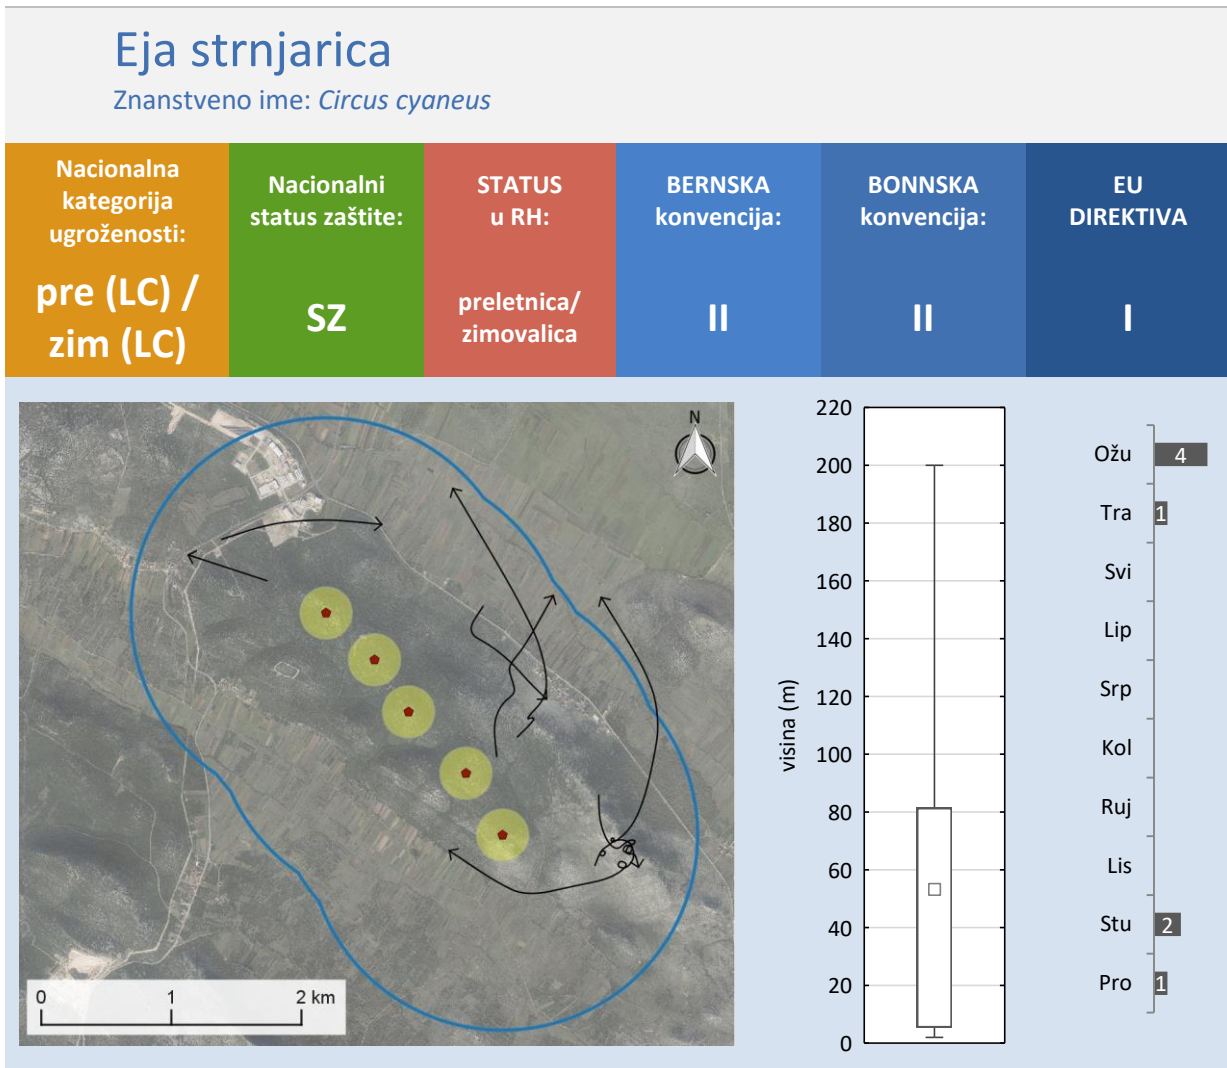 Eja strnjarica
Znanstveno ime: Circus cyaneus
Nacionalna
kategorija
ugroženosti:
pre (LC) /
zim (LC)
Nacionalni
status zaštite:
SZ
STATUS
u RH:
preletnica/
zimovalica
BERNSKA
konvencija:
II
BONNSKA
konvencija:
II
EU
DIREKTIVA
I
N
0 1 2 km
visina (m)
220
200
180
160
140
120
100
80
60
40
20
0
Ožu 4
Tra 1
Svi
Lip
Srp
Kol
Ruj
Lis
Stu 2
Pro 1